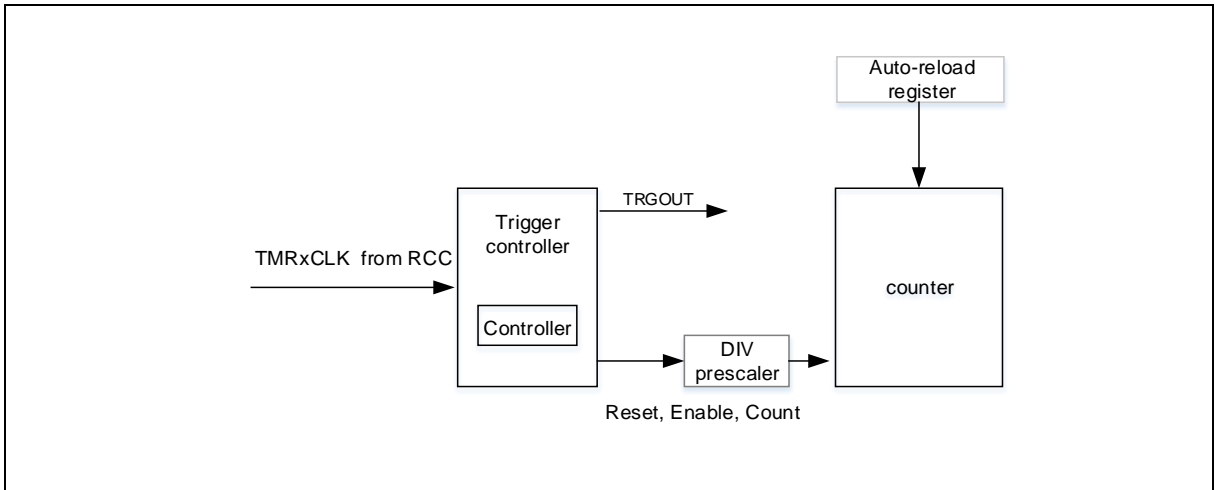 Auto-reload
register
TRGOUT
Trigger
controller
TMRxCLK from RCC
counter
Controller
DIV
prescaler
Reset, Enable, Count